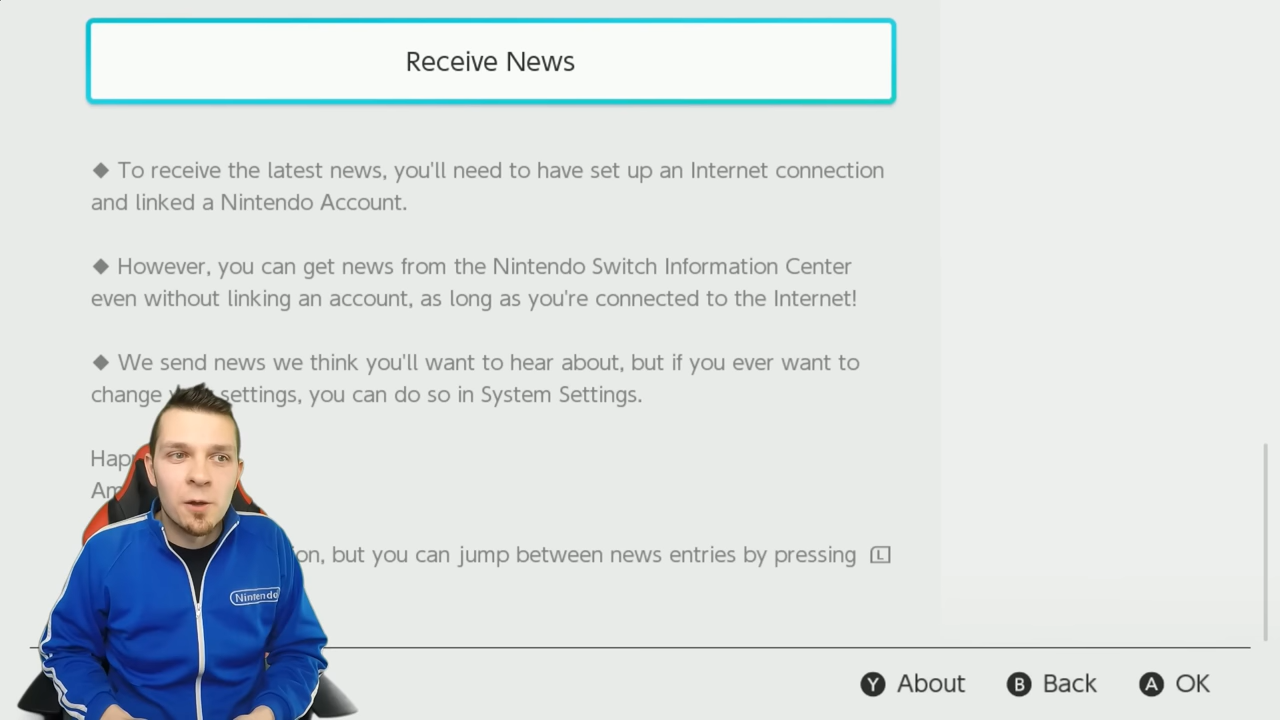 Receive News
◆ To receive the latest news, you'll need to have set up an Internet connection
and linked a Nintendo Account.
◆ However, you can get news from the Nintendo Switch Information Center
even without linking an account, as long as you're connected to the Internet!
◆ We send news we think you'll want to hear about, but if you ever want to
change settings, you can do so in System Settings.
but you can jump between news entries by pressing L
Nintendo
Y About B Back A OK